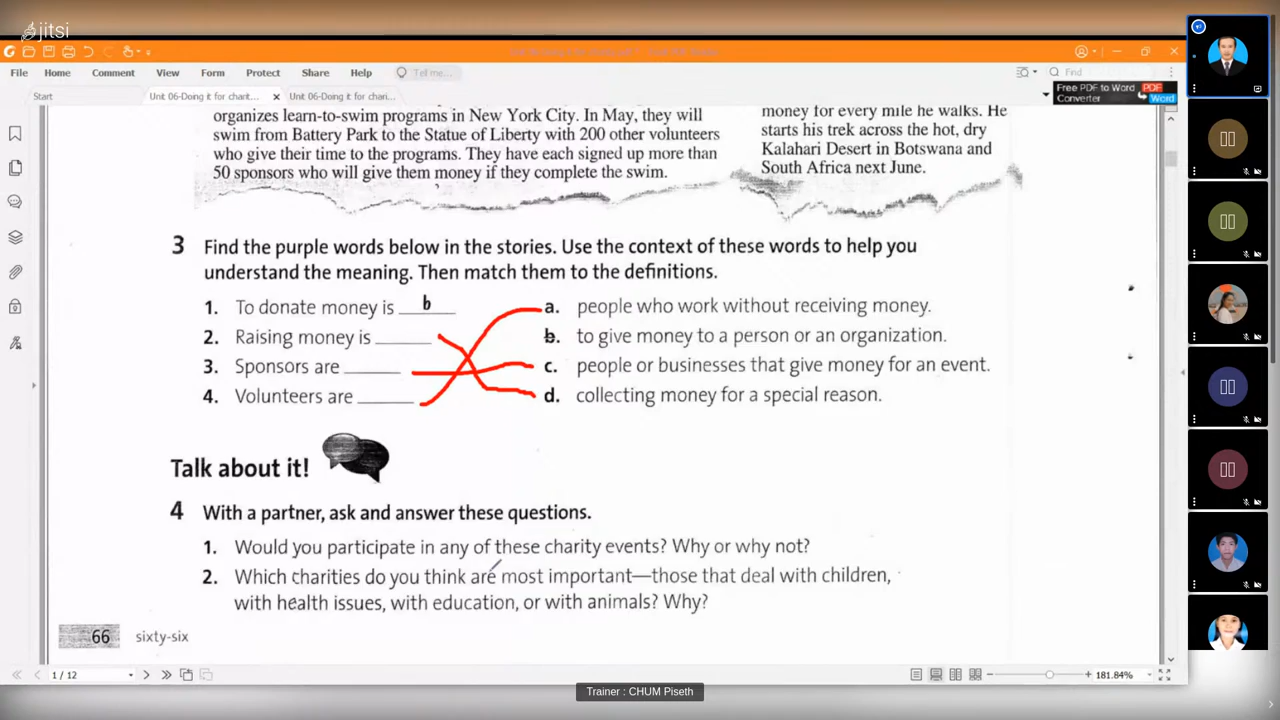 jitsi
File Home Comment View Form Protect Share Help Tell me... Find
Start Unit 06-Doing it for charit... Unit 06-Doing it for chari...
Free PDF to Word Converter PDF Word
organizes learn-to-swim programs in New York City. In May, they will
swim from Battery Park to the Statue of Liberty with 200 other volunteers
who give their time to the programs. They have each signed up more than
50 sponsors who will give them money if they complete the swim.
money for every mile he walks. He
starts his trek across the hot, dry
Kalahari Desert in Botswana and
South Africa next June.
3 Find the purple words below in the stories. Use the context of these words to help you
understand the meaning. Then match them to the definitions.
1. To donate money is b
2. Raising money is
3. Sponsors are
4. Volunteers are
a. people who work without receiving money.
b. to give money to a person or an organization.
c. people or businesses that give money for an event.
d. collecting money for a special reason.
Talk about it!
4 With a partner, ask and answer these questions.
1. Would you participate in any of these charity events? Why or why not?
2. Which charities do you think are most important—those that deal with children,
with health issues, with education, or with animals? Why?
66 sixty-six
1 / 12
181.84%
Trainer : CHUM Piseth